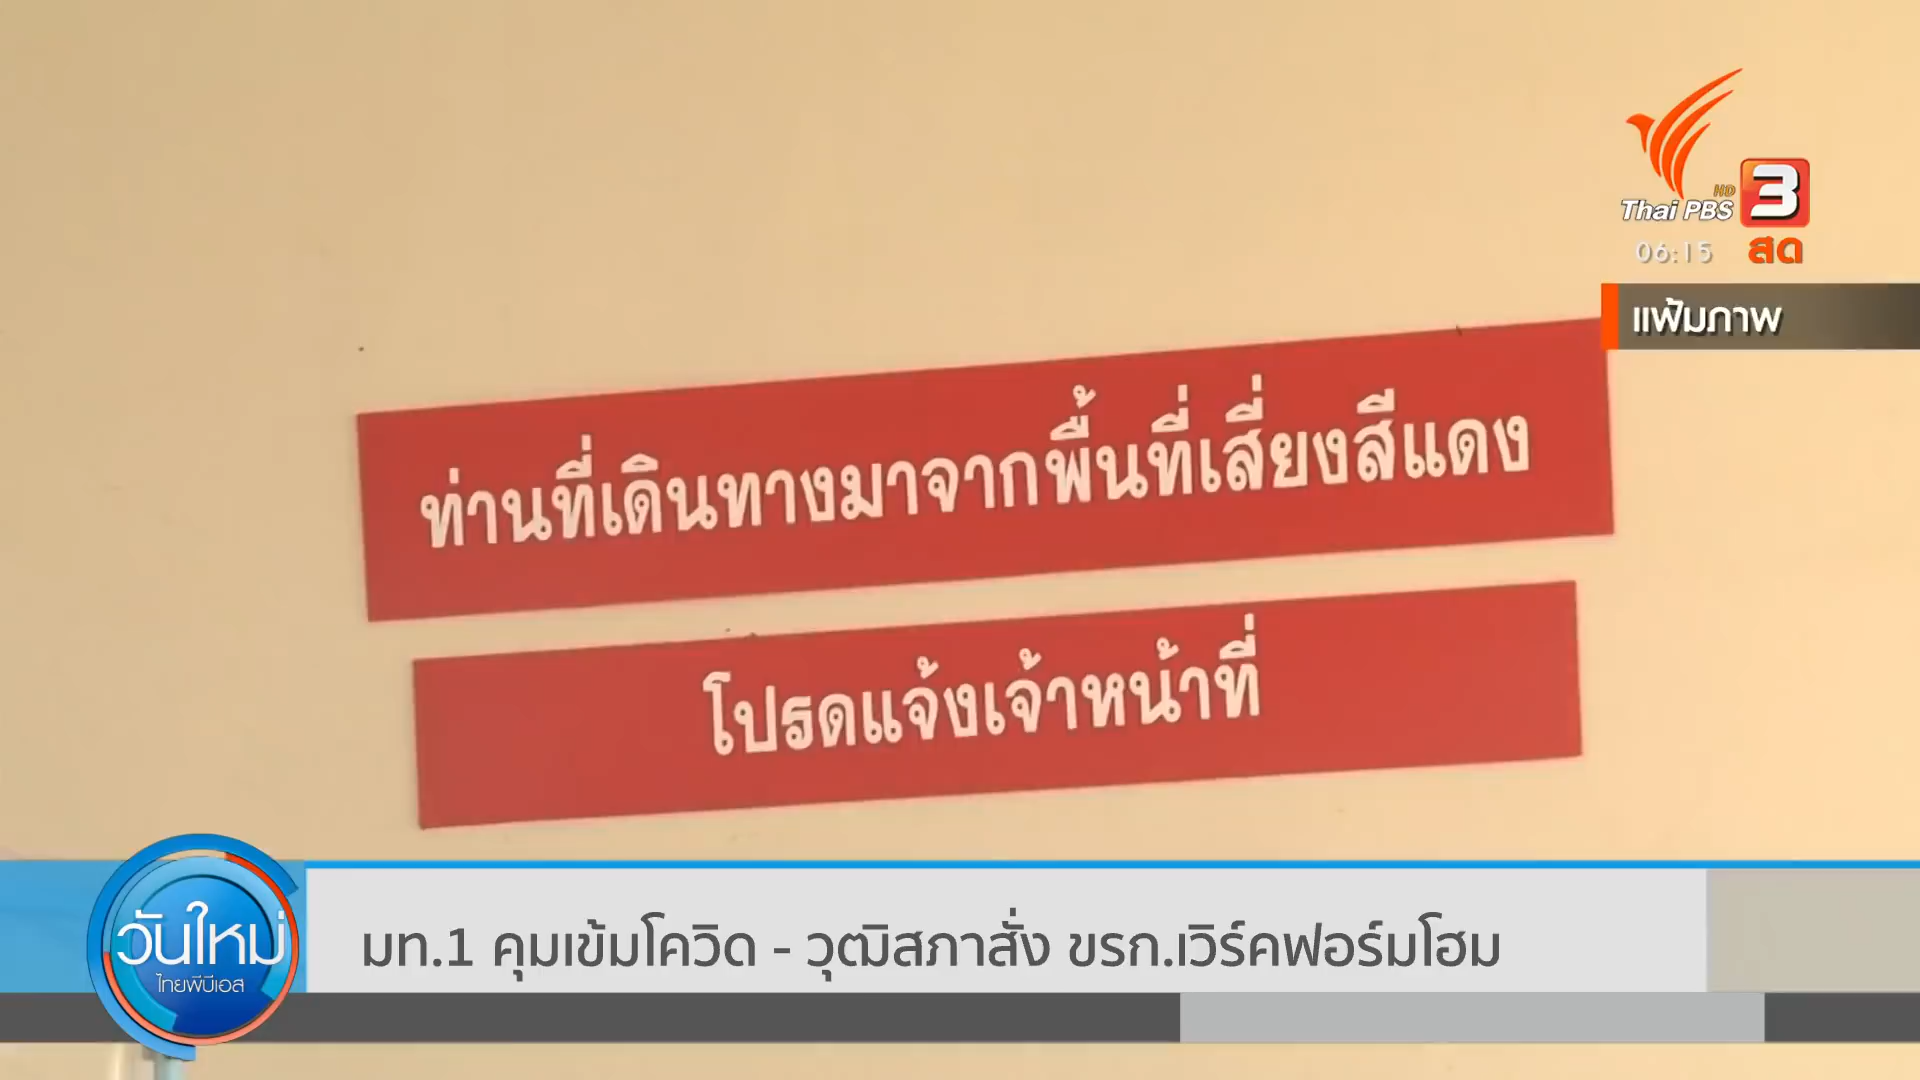 Thai PBS HD 3
06:15 สด
แฟ้มภาพ
ท่านที่เดินทางมาจากพื้นที่เสี่ยงสีแดง
โปรดแจ้งเจ้าหน้าที่
วันใหม่
ไทยพีบีเอส
มท.1 คุมเข้มโควิด - วุฒิสภาสั่ง ขรก.เวิร์คฟอร์มโฮม